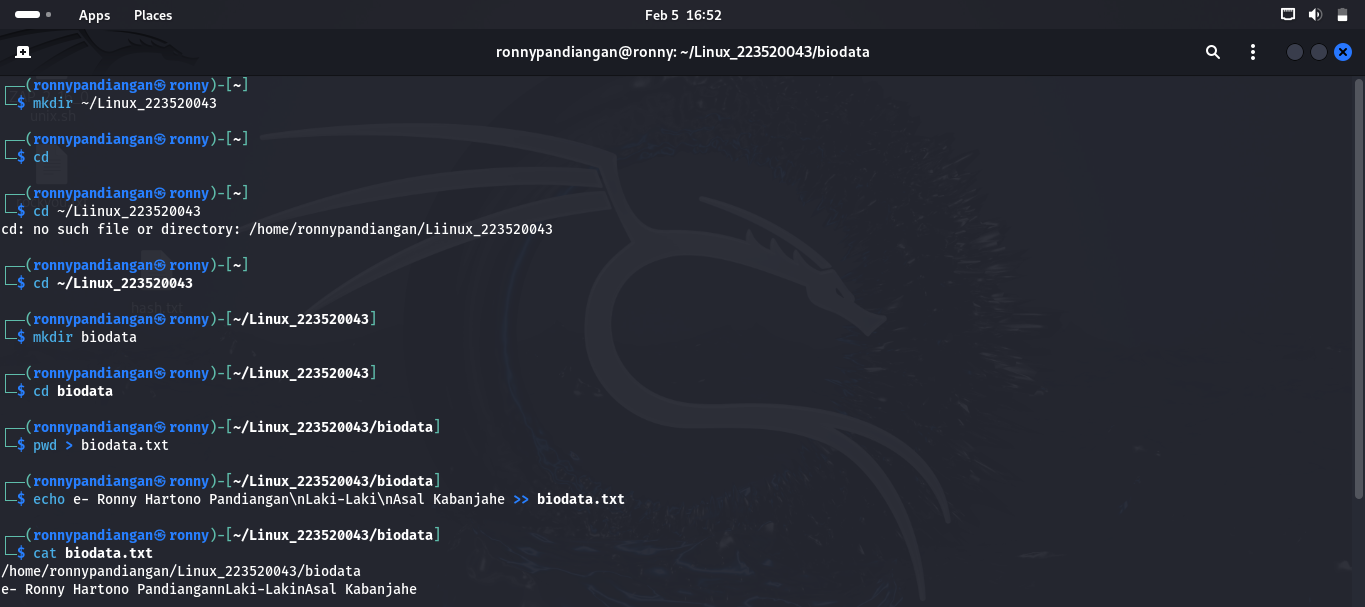 Apps Places Feb 5 16:52
ronnypandiangan@ronny: ~/Linux_223520043/biodata
┌──(ronnypandiangan㉿ronny)-[~]
└─$ mkdir ~/Linux_223520043
unix.sh
┌──(ronnypandiangan㉿ronny)-[~]
└─$ cd
┌──(ronnypandiangan㉿ronny)-[~]
└─$ cd ~/Liinux_223520043
cd: no such file or directory: /home/ronnypandiangan/Liinux_223520043
┌──(ronnypandiangan㉿ronny)-[~]
└─$ cd ~/Linux_223520043
bash.txt
┌──(ronnypandiangan㉿ronny)-[~/Linux_223520043]
└─$ mkdir biodata
┌──(ronnypandiangan㉿ronny)-[~/Linux_223520043]
└─$ cd biodata
┌──(ronnypandiangan㉿ronny)-[~/Linux_223520043/biodata]
└─$ pwd > biodata.txt
┌──(ronnypandiangan㉿ronny)-[~/Linux_223520043/biodata]
└─$ echo e- Ronny Hartono Pandiangan\nLaki-Laki\nAsal Kabanjahe >> biodata.txt
┌──(ronnypandiangan㉿ronny)-[~/Linux_223520043/biodata]
└─$ cat biodata.txt
/home/ronnypandiangan/Linux_223520043/biodata
e- Ronny Hartono PandiangannLaki-LakinAsal Kabanjahe